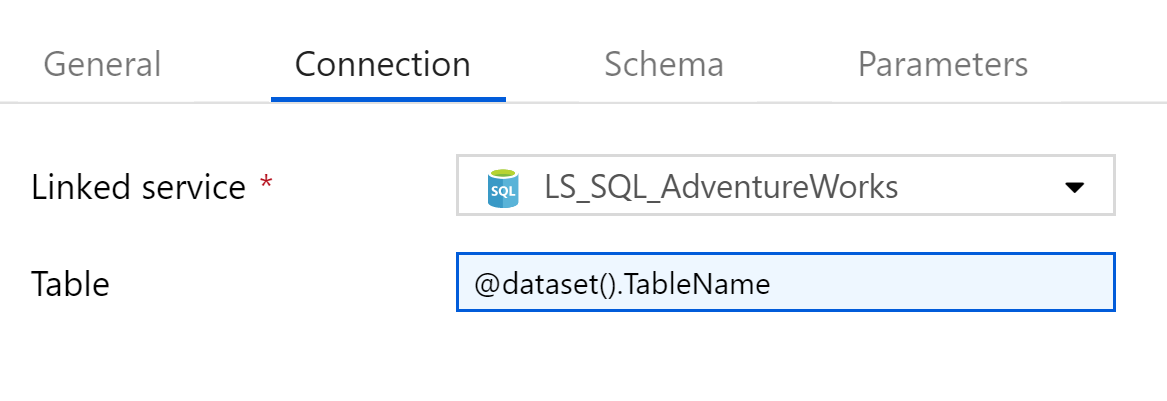 General Connection Schema Parameters
Linked service * SQL LS_SQL_AdventureWorks
Table @dataset().TableName